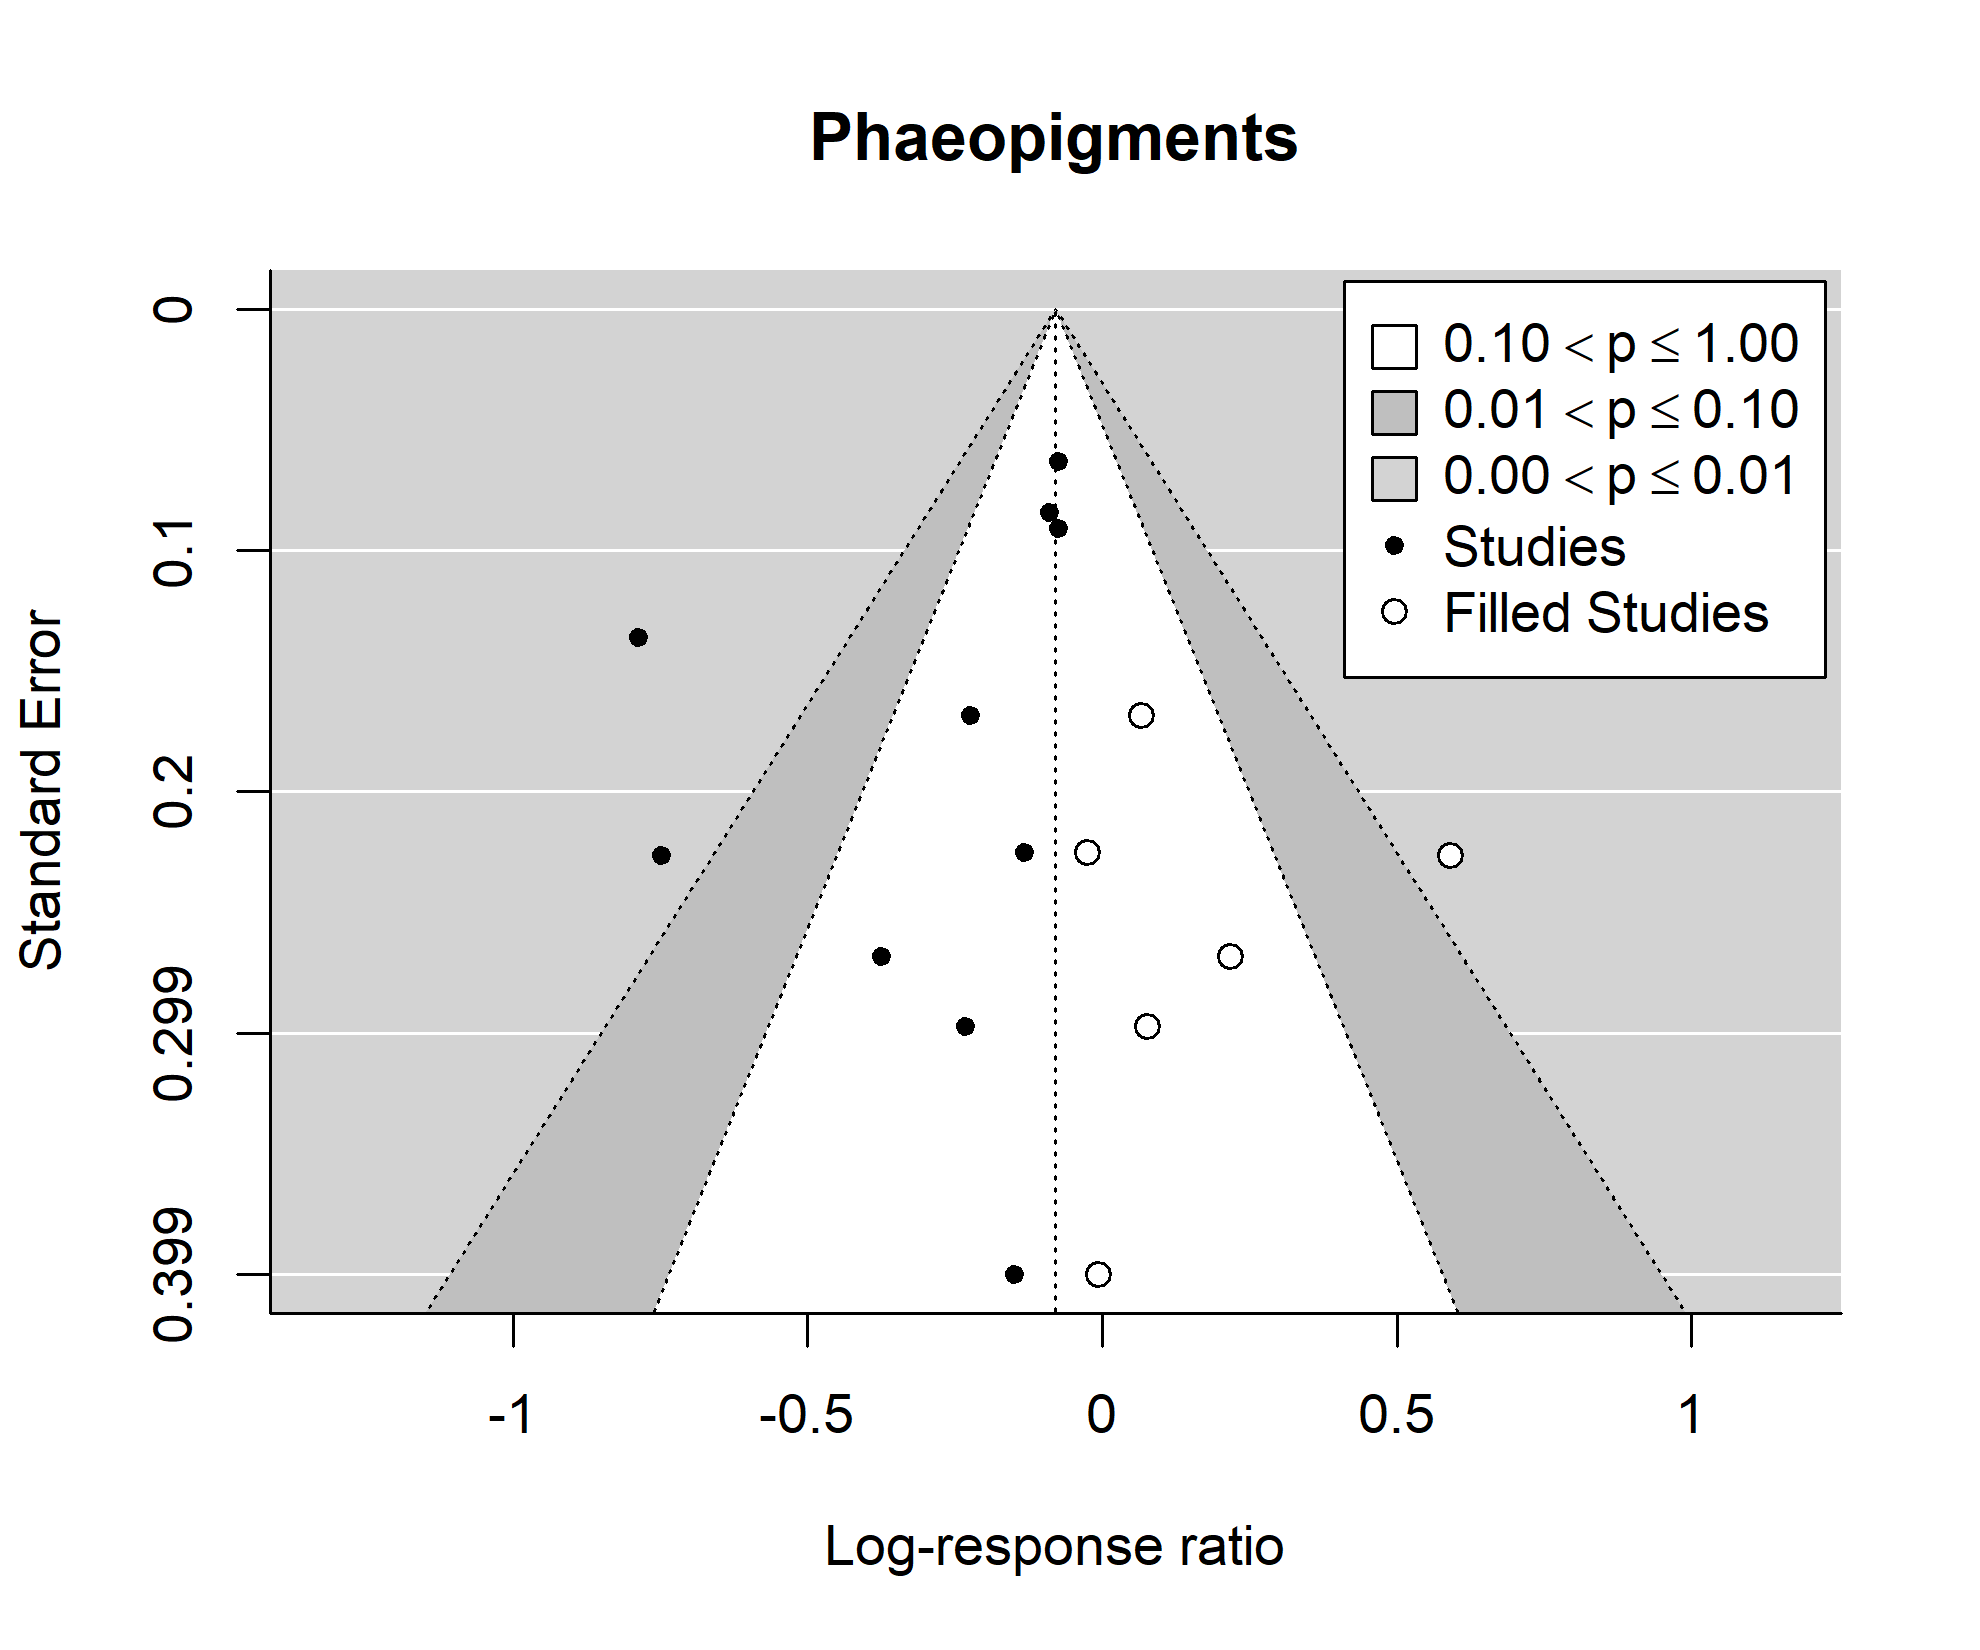 Phaeopigments
0.10 < p ≤ 1.00
0.01 < p ≤ 0.10
0.00 < p ≤ 0.01
Studies
Filled Studies
Standard Error
0
0.1
0.2
0.299
0.399
-1
-0.5
0
0.5
1
Log-response ratio